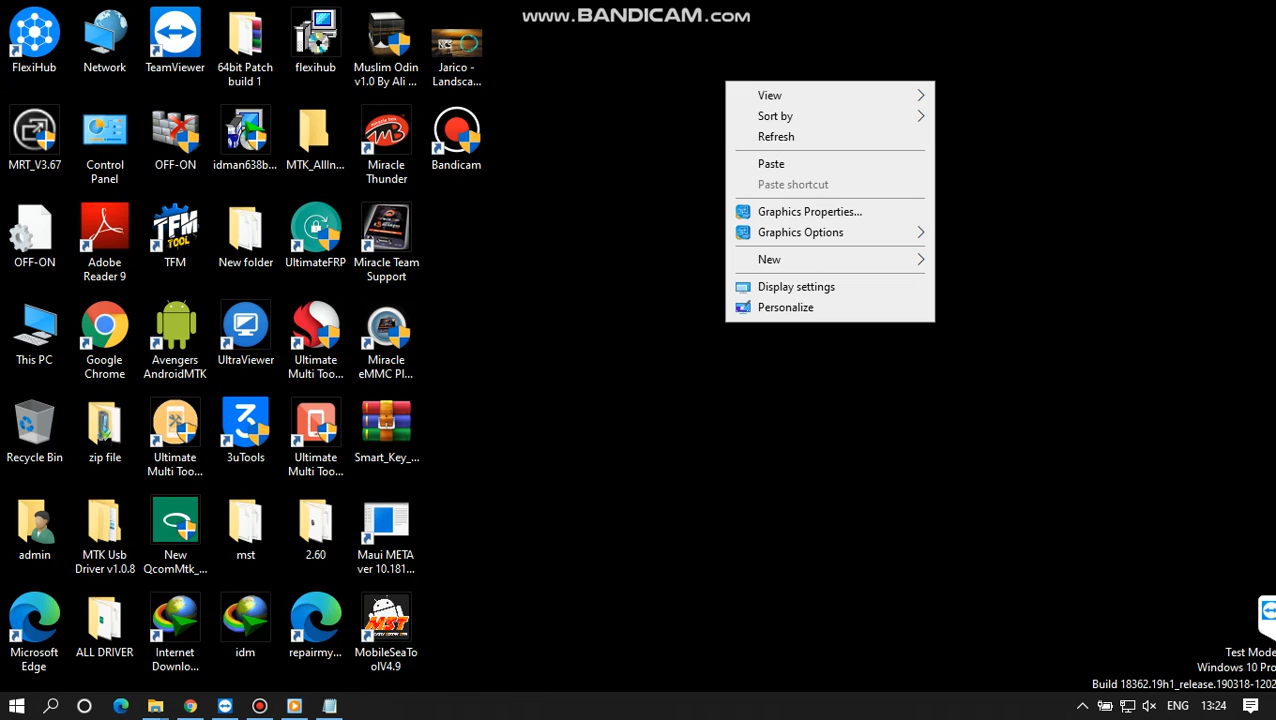 www.BANDICAM.com
FlexiHub
Network
TeamViewer
64bit Patch
build 1
flexihub
Muslim Odin
v1.0 By Ali ...
Jarico -
Landsca...
MRT_V3.67
Control
Panel
OFF-ON
idman638b...
MTK_AllIn...
Miracle
Thunder
Bandicam
OFF-ON
Adobe
Reader 9
TFM
TOOL
TFM
New folder
UltimateFRP
Miracle Team
Support
This PC
Google
Chrome
Avengers
AndroidMTK
UltraViewer
Ultimate
Multi Too...
Miracle
eMMC Pl...
Recycle Bin
zip file
Ultimate
Multi Too...
3uTools
Ultimate
Multi Too...
Smart_Key_...
admin
MTK Usb
Driver v1.0.8
New
QcomMtk_...
mst
2.60
Maui META
ver 10.181...
Microsoft
Edge
ALL DRIVER
Internet
Downlo...
idm
repairmy...
MST
MobileSeaTo
olV4.9
View
Sort by
Refresh
Paste
Paste shortcut
Graphics Properties...
Graphics Options
New
Display settings
Personalize
Test Mode
Windows 10 Pro
Build 18362.19h1_release.190318-1202
ENG
13:24